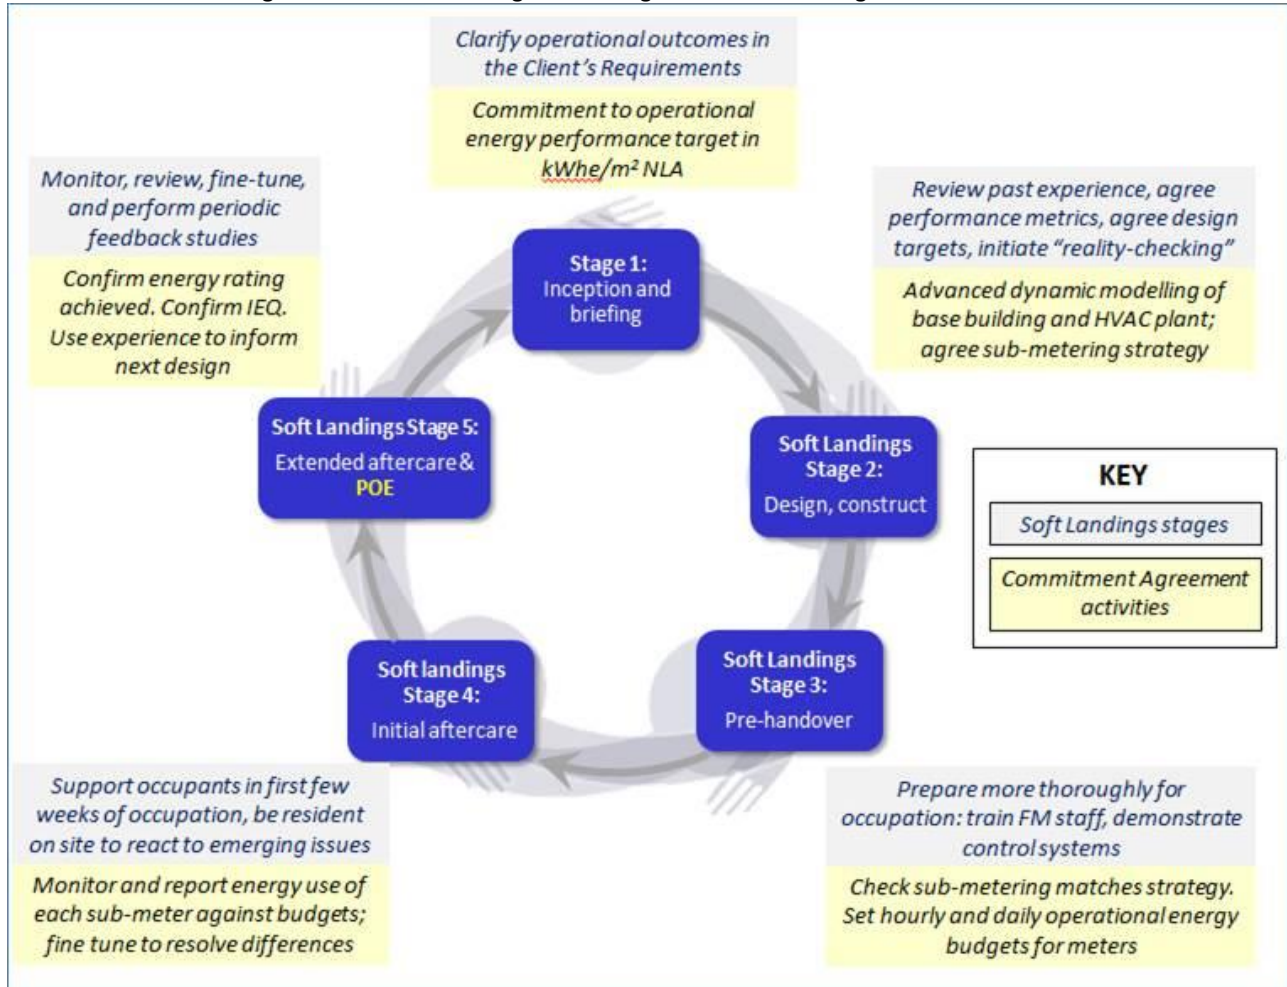 Clarify operational outcomes in
the Client's Requirements
Commitment to operational
energy performance target in
kWhe/m² NLA
Monitor, review, fine-tune,
and perform periodic
feedback studies
Confirm energy rating
achieved. Confirm IEQ.
Use experience to inform
next design
Review past experience, agree
performance metrics, agree design
targets, initiate “reality-checking”
Advanced dynamic modelling of
base building and HVAC plant;
agree sub-metering strategy
Stage 1:
Inception and
briefing
Soft Landings Stage 5:
Extended aftercare &
POE
Soft Landings
Stage 2:
Design, construct
KEY
Soft Landings stages
Commitment Agreement
activities
Soft landings
Stage 4:
Initial aftercare
Soft Landings
Stage 3:
Pre-handover
Support occupants in first few
weeks of occupation, be resident
on site to react to emerging issues
Monitor and report energy use of
each sub-meter against budgets;
fine tune to resolve differences
Prepare more thoroughly for
occupation: train FM staff, demonstrate
control systems
Check sub-metering matches strategy.
Set hourly and daily operational energy
budgets for meters